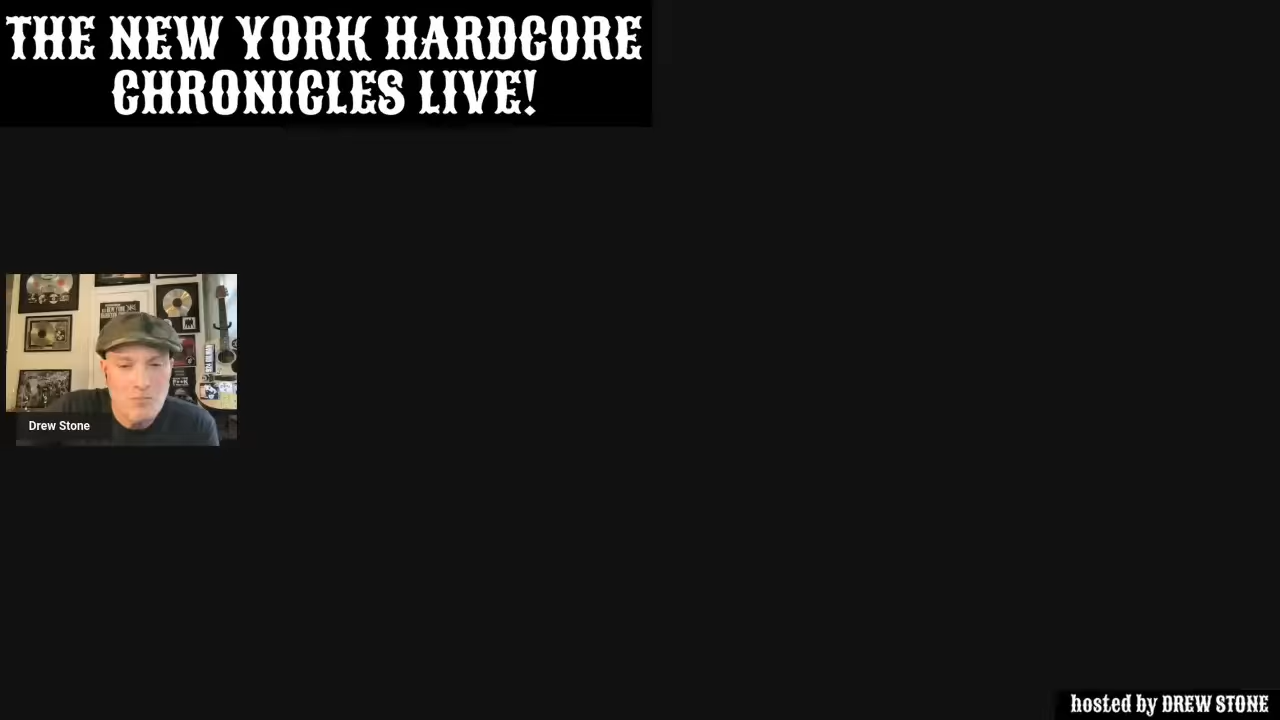 THE NEW YORK HARDCORE
CHRONICLES LIVE!
Drew Stone
hosted by DREW STONE